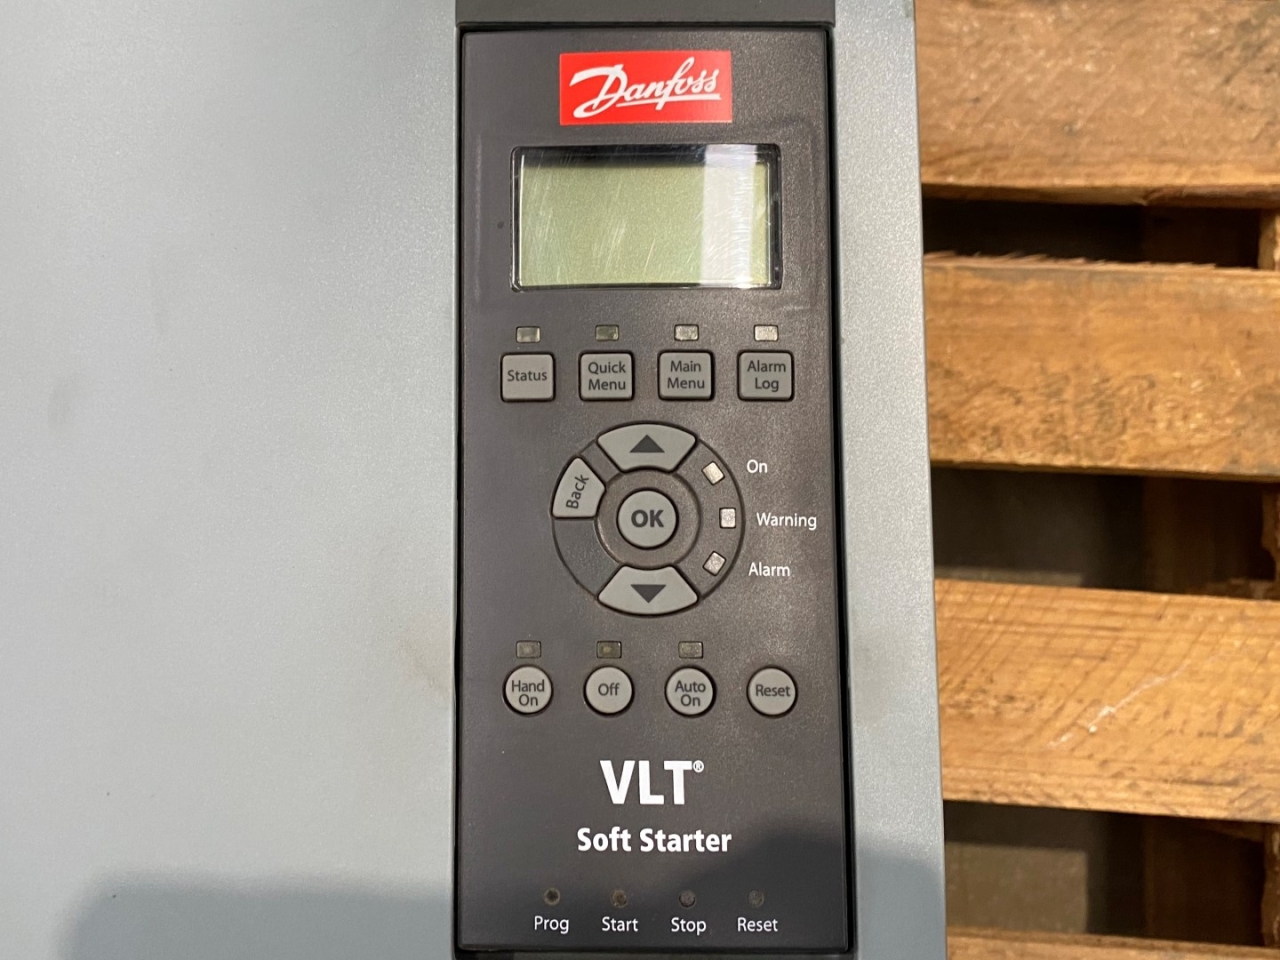 Danfoss
Status
Quick
Menu
Main
Menu
Alarm
Log
On
Back
OK
Warning
Alarm
Hand
On
Off
Auto
On
Reset
VLT®
Soft Starter
Prog Start Stop Reset